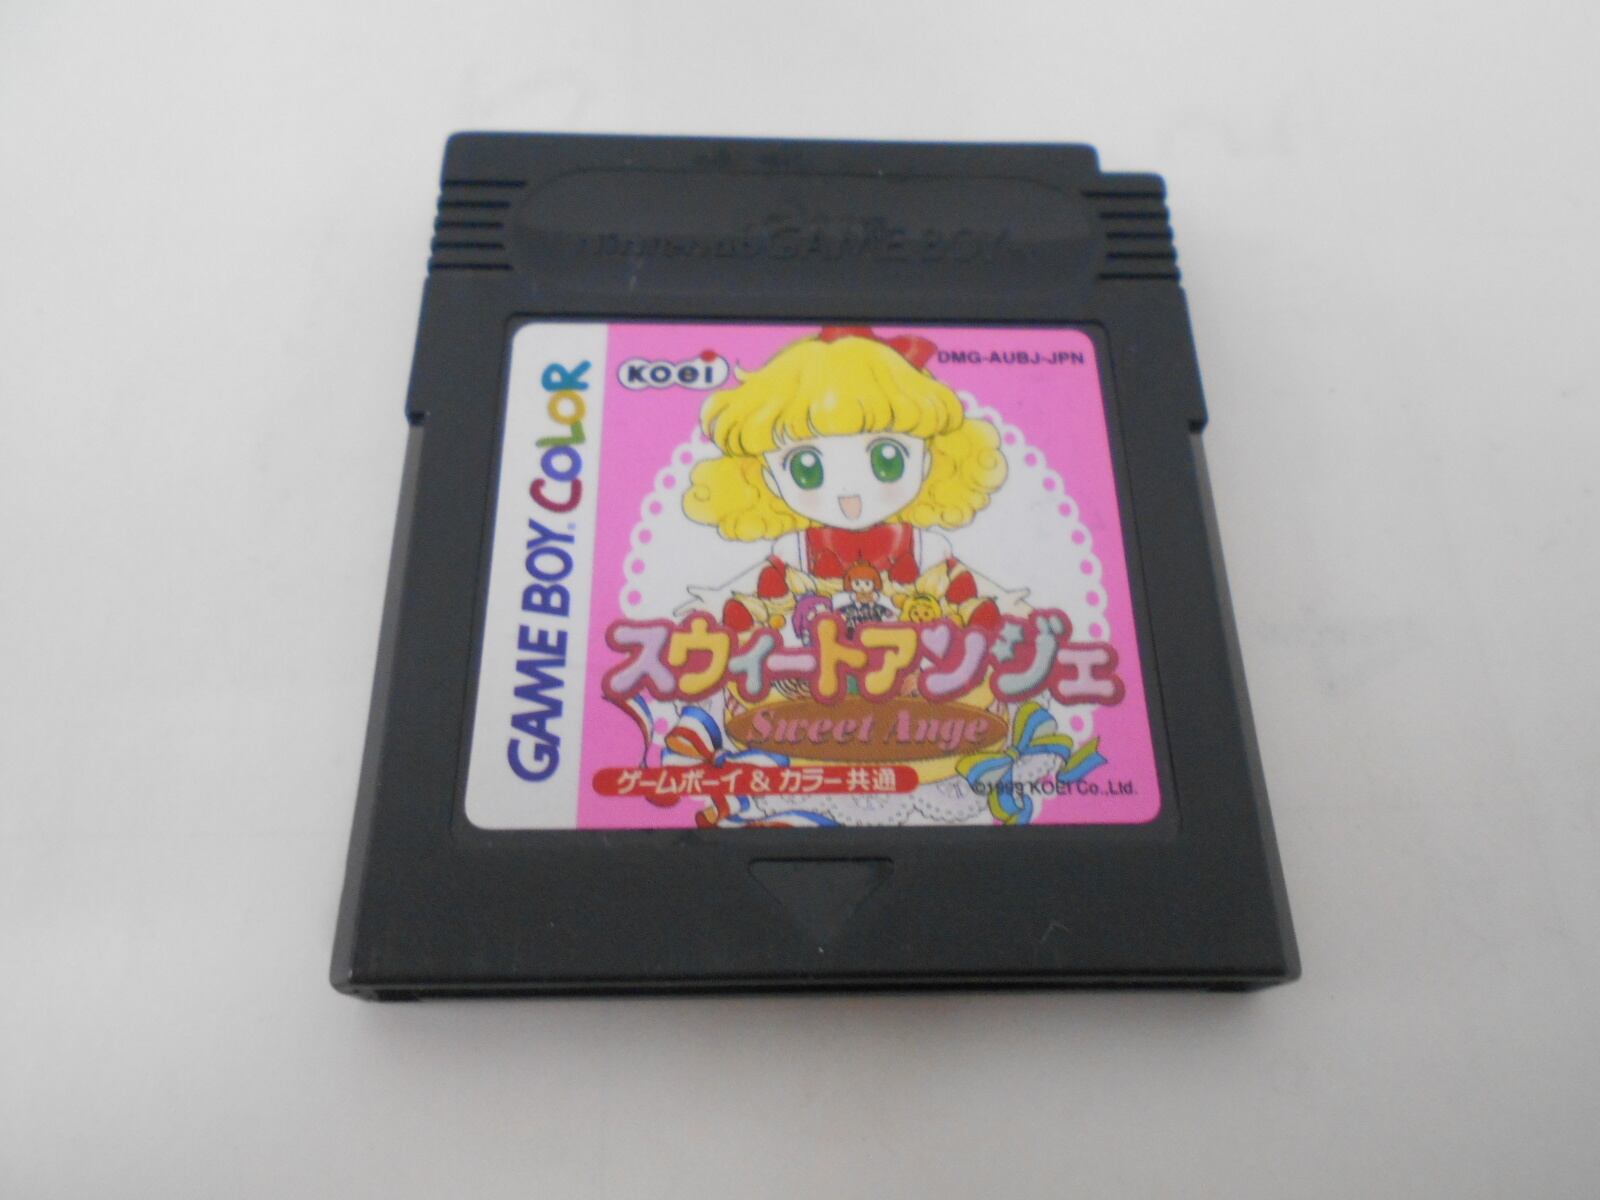 Nintendo GAME BOY
GAME BOY COLOR
KOEI
DMG-AUBJ-JPN
スウィートアンジェ
Sweet Ange
ゲームボーイ & カラー共通
©1999 KOEI Co.,Ltd.